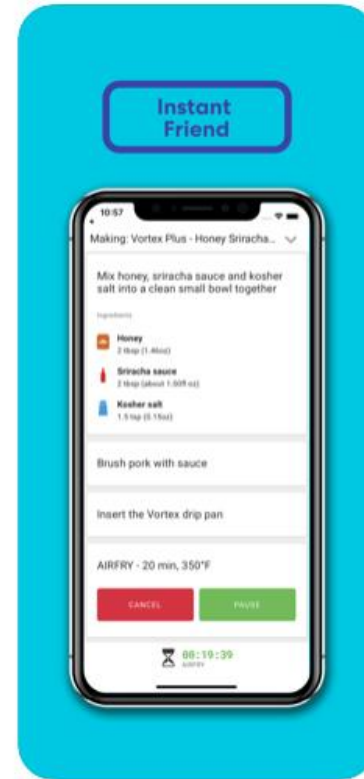 Instant
Friend
10:57
Making: Vortex Plus - Honey Sriracha...
Mix honey, sriracha sauce and kosher
salt into a clean small bowl together
Ingredients
Honey
2 tbsp (1.46oz)
Sriracha sauce
2 tbsp (about 1.50fl oz)
Kosher salt
1.5 tsp (0.15oz)
Brush pork with sauce
Insert the Vortex drip pan
AIRFRY - 20 min, 350°F
CANCEL PAUSE
00:19:39
AIRFRY